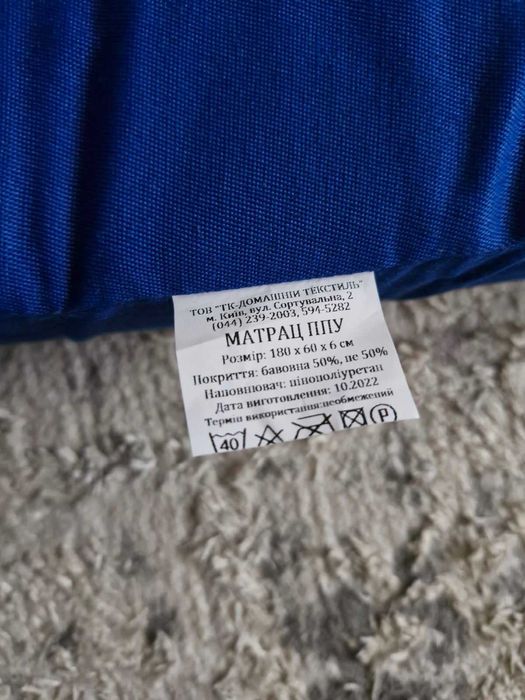 ТОВ "ТК-ДОМАШНІЙ ТЕКСТИЛЬ"
м. Київ, вул. Сортувальна, 2
(044) 239-2003, 594-5282
МАТРАЦ ППУ
Розмір: 180 x 60 x 6 см
Покриття: бавовна 50%, пе 50%
Наповнювач: пінополіуретан
Дата виготовлення: 10.2022
Термін використання:необмежений
40 P